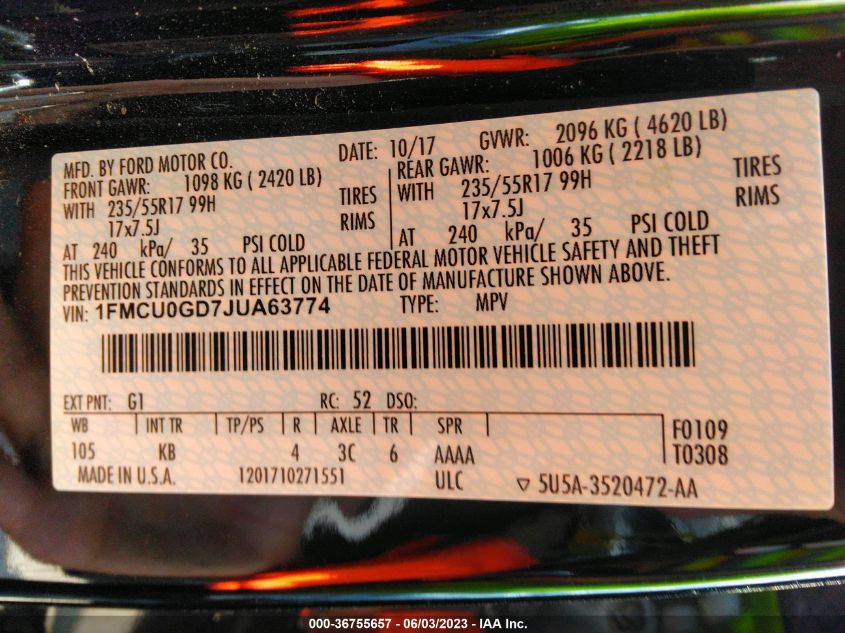 MFD. BY FORD MOTOR CO. DATE: 10/17 GVWR: 2096 KG ( 4620 LB)
FRONT GAWR: 1098 KG ( 2420 LB) REAR GAWR: 1006 KG ( 2218 LB)
WITH 235/55R17 99H TIRES WITH 235/55R17 99H TIRES
17x7.5J RIMS 17x7.5J RIMS
AT 240 kPa/ 35 PSI COLD AT 240 kPa/ 35 PSI COLD
THIS VEHICLE CONFORMS TO ALL APPLICABLE FEDERAL MOTOR VEHICLE SAFETY AND THEFT
PREVENTION STANDARDS IN EFFECT ON THE DATE OF MANUFACTURE SHOWN ABOVE.
VIN: 1FMCU0GD7JUA63774 TYPE: MPV
EXT PNT: G1 RC: 52 DSO:
WB INT TR TP/PS R AXLE TR SPR F0109
105 KB 4 3C 6 AAAA T0308
MADE IN U.S.A. 1201710271551 ULC ▽ 5U5A-3520472-AA
000-36755657 - 06/03/2023 - IAA Inc.